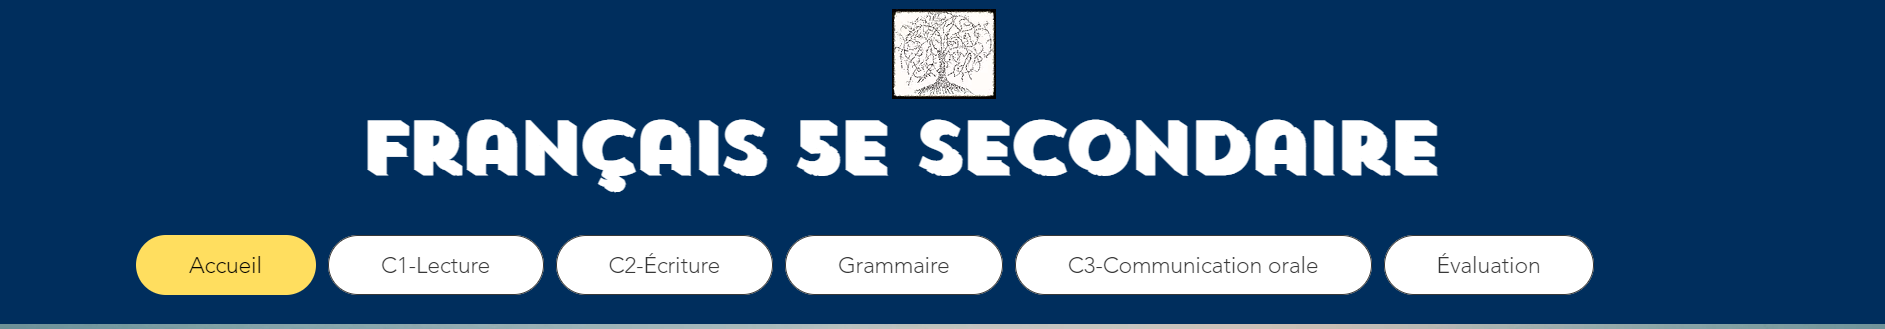 FRANÇAIS 5E SECONDAIRE
Accueil C1-Lecture C2-Écriture Grammaire C3-Communication orale Évaluation